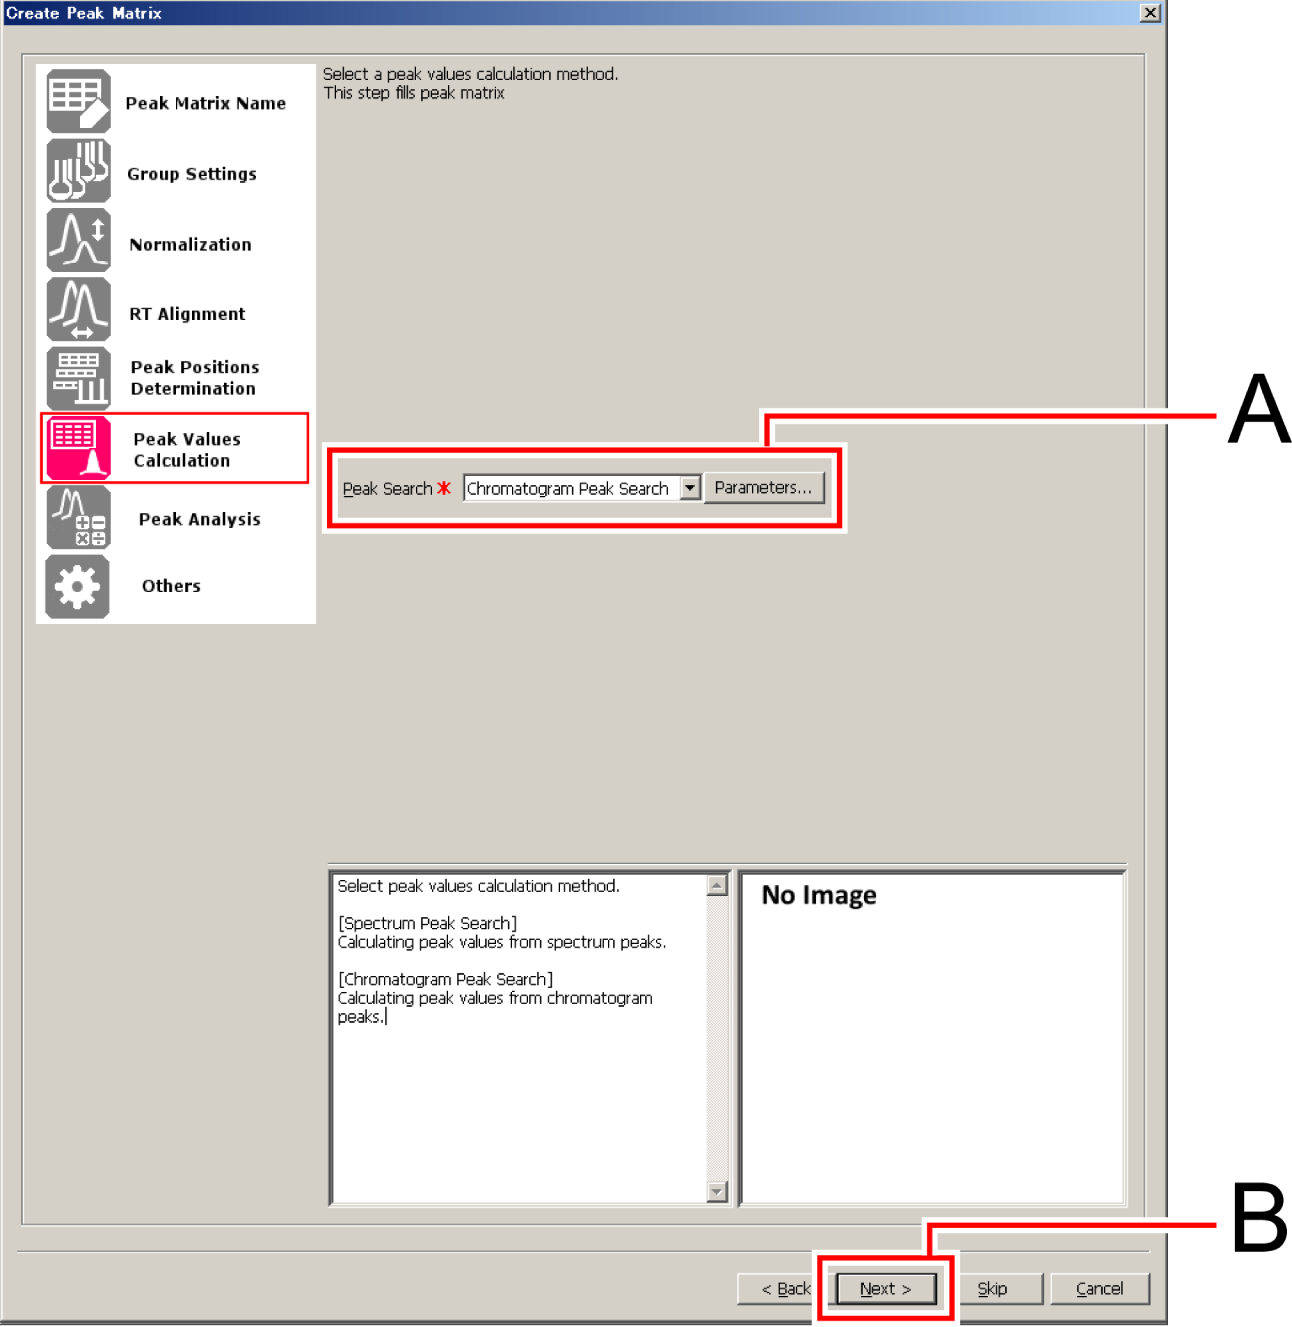 Create Peak Matrix
Peak Matrix Name
Group Settings
Normalization
RT Alignment
Peak Positions
Determination
Peak Values
Calculation
Peak Analysis
Others
Select a peak values calculation method.
This step fills peak matrix
A
Peak Search * Chromatogram Peak Search Parameters...
Select peak values calculation method.
[Spectrum Peak Search]
Calculating peak values from spectrum peaks.
[Chromatogram Peak Search]
Calculating peak values from chromatogram
peaks.
No Image
B
< Back Next > Skip Cancel